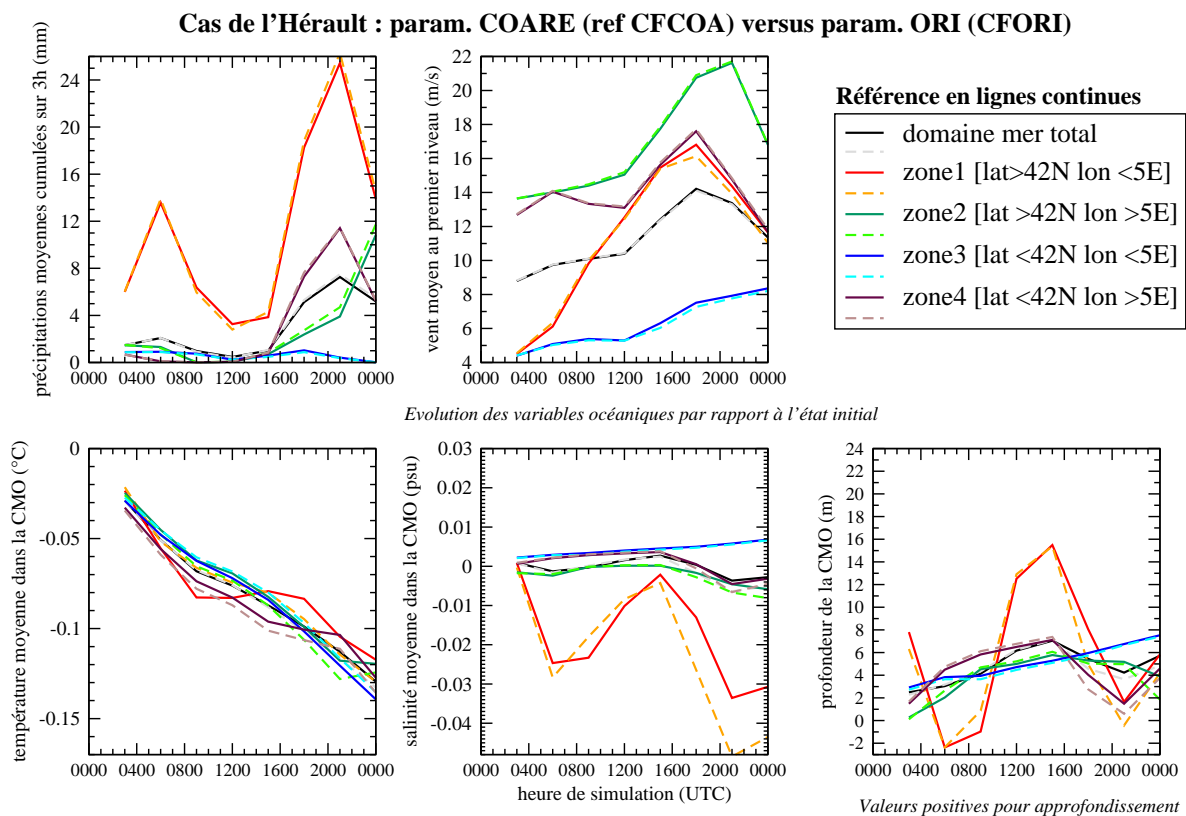 Cas de l'Hérault : param. COARE (ref CFCOA) versus param. ORI (CFORI)
précipitations moyennes cumulées sur 3h (mm)
24
20
16
12
8
4
0
0000 0400 0800 1200 1600 2000 0000
vent moyen au premier niveau (m/s)
22
20
18
16
14
12
10
8
6
4
0000 0400 0800 1200 1600 2000 0000
Référence en lignes continues
domaine mer total
zone1 [lat>42N lon <5E]
zone2 [lat >42N lon >5E]
zone3 [lat <42N lon <5E]
zone4 [lat <42N lon >5E]
Evolution des variables océaniques par rapport à l'état initial
température moyenne dans la CMO (°C)
0
-0.05
-0.1
-0.15
0000 0400 0800 1200 1600 2000 0000
salinité moyenne dans la CMO (psu)
0.03
0.02
0.01
0
-0.01
-0.02
-0.03
-0.04
0000 0400 0800 1200 1600 2000 0000
heure de simulation (UTC)
profondeur de la CMO (m)
24
22
20
18
16
14
12
10
8
6
4
2
0
-2
0000 0400 0800 1200 1600 2000 0000
Valeurs positives pour approfondissement